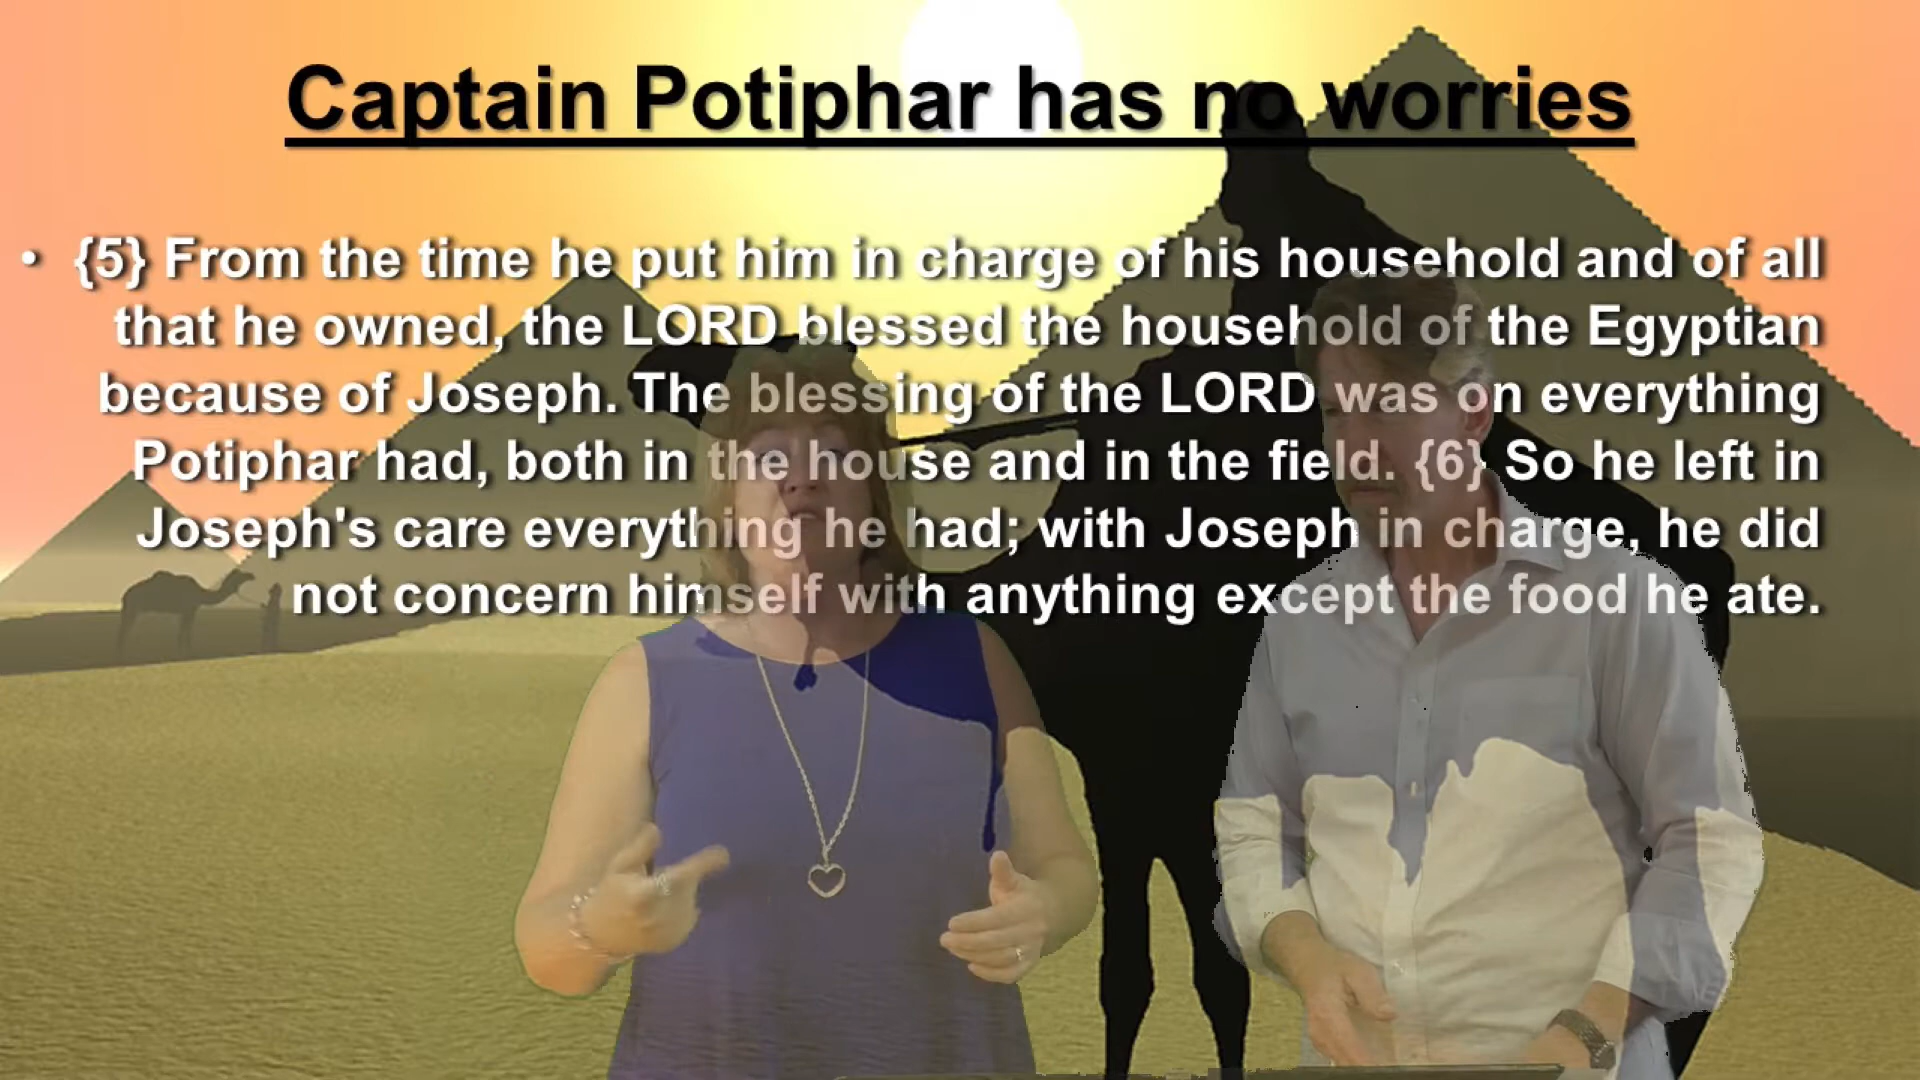 Captain Potiphar has no worries
• {5} From the time he put him in charge of his household and of all
that he owned, the LORD blessed the household of the Egyptian
because of Joseph. The blessing of the LORD was on everything
Potiphar had, both in the house and in the field. {6} So he left in
Joseph's care everything he had; with Joseph in charge, he did
not concern himself with anything except the food he ate.